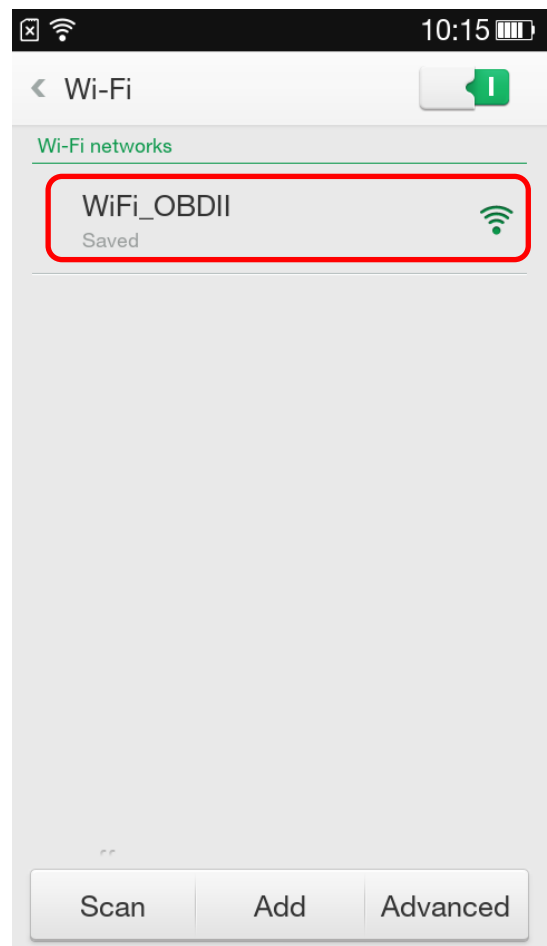 10:15
Wi-Fi
Wi-Fi networks
WiFi_OBDII
Saved
Scan Add Advanced